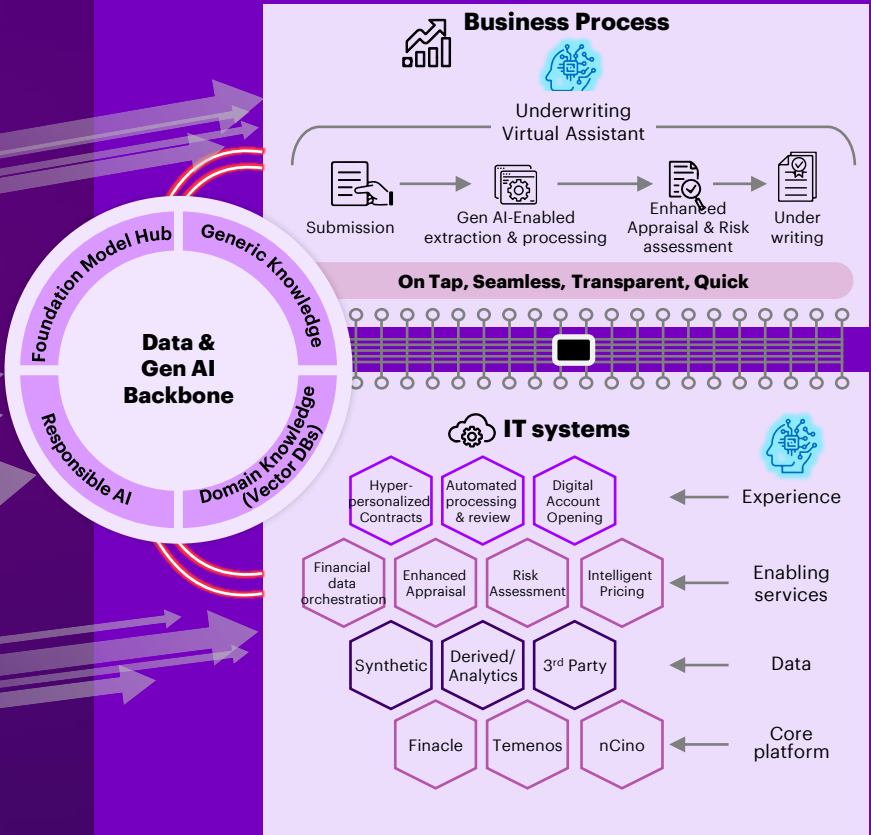 Business Process
Underwriting
Virtual Assistant
Submission
Gen AI-Enabled
extraction & processing
Enhanced
Appraisal & Risk
assessment
Under
writing
On Tap, Seamless, Transparent, Quick
Foundation Model Hub
Generic Knowledge
Data &
Gen AI
Backbone
Responsible AI
Domain Knowledge
(Vector DBs)
IT systems
Hyper-
personalized
Contracts
Automated
processing
& review
Digital
Account
Opening
Experience
Financial
data
orchestration
Enhanced
Appraisal
Risk
Assessment
Intelligent
Pricing
Enabling
services
Synthetic
Derived/
Analytics
3rd Party
Data
Finacle
Temenos
nCino
Core
platform